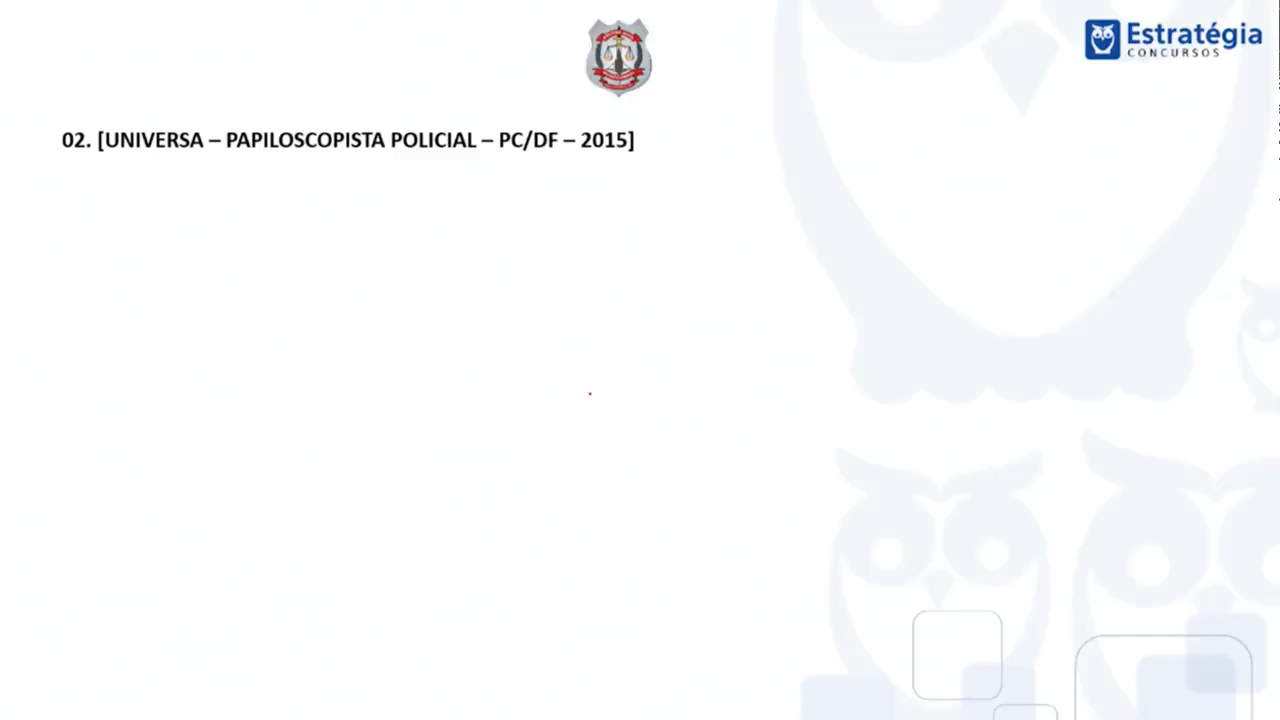 Estratégia
CONCURSOS
02. [UNIVERSA – PAPILOSCOPISTA POLICIAL – PC/DF – 2015]